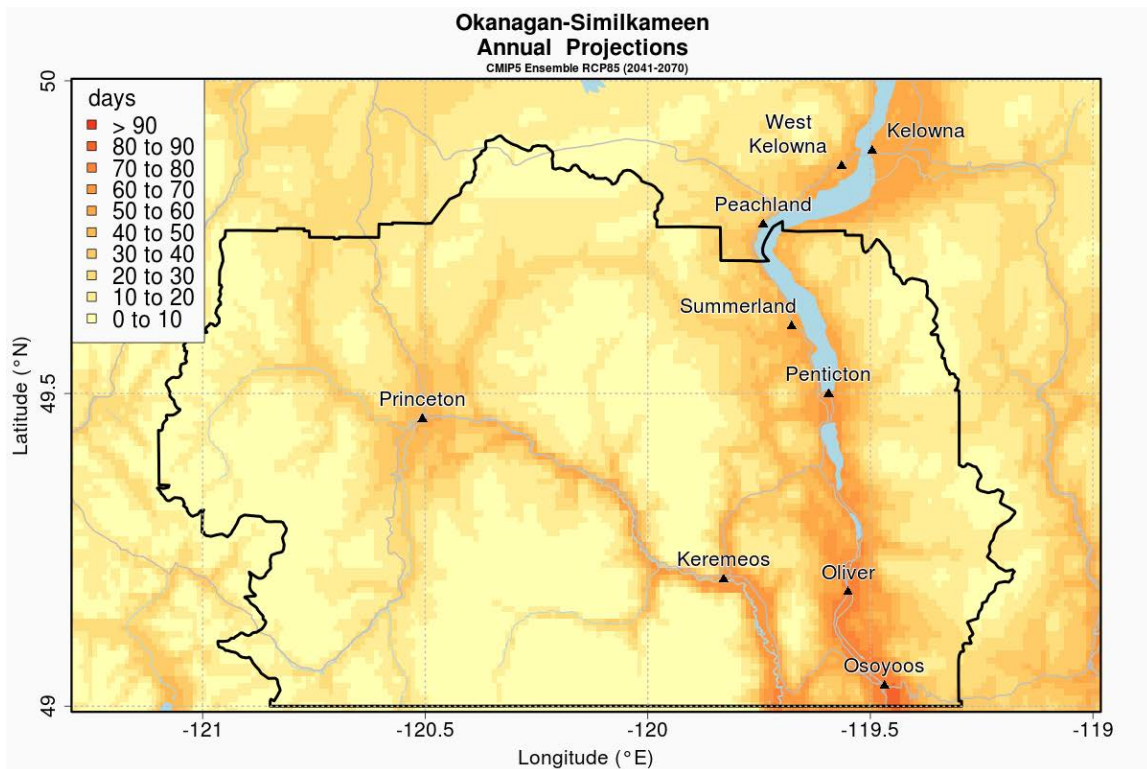 Okanagan-Similkameen
Annual Projections
CMIP5 Ensemble RCP85 (2041-2070)
days
> 90
80 to 90
70 to 80
60 to 70
50 to 60
40 to 50
30 to 40
20 to 30
10 to 20
0 to 10
West
Kelowna
Kelowna
Peachland
Summerland
Penticton
Princeton
Keremeos
Oliver
Osoyoos
50
49.5
49
Latitude (°N)
-121
-120.5
-120
-119.5
-119
Longitude (°E)